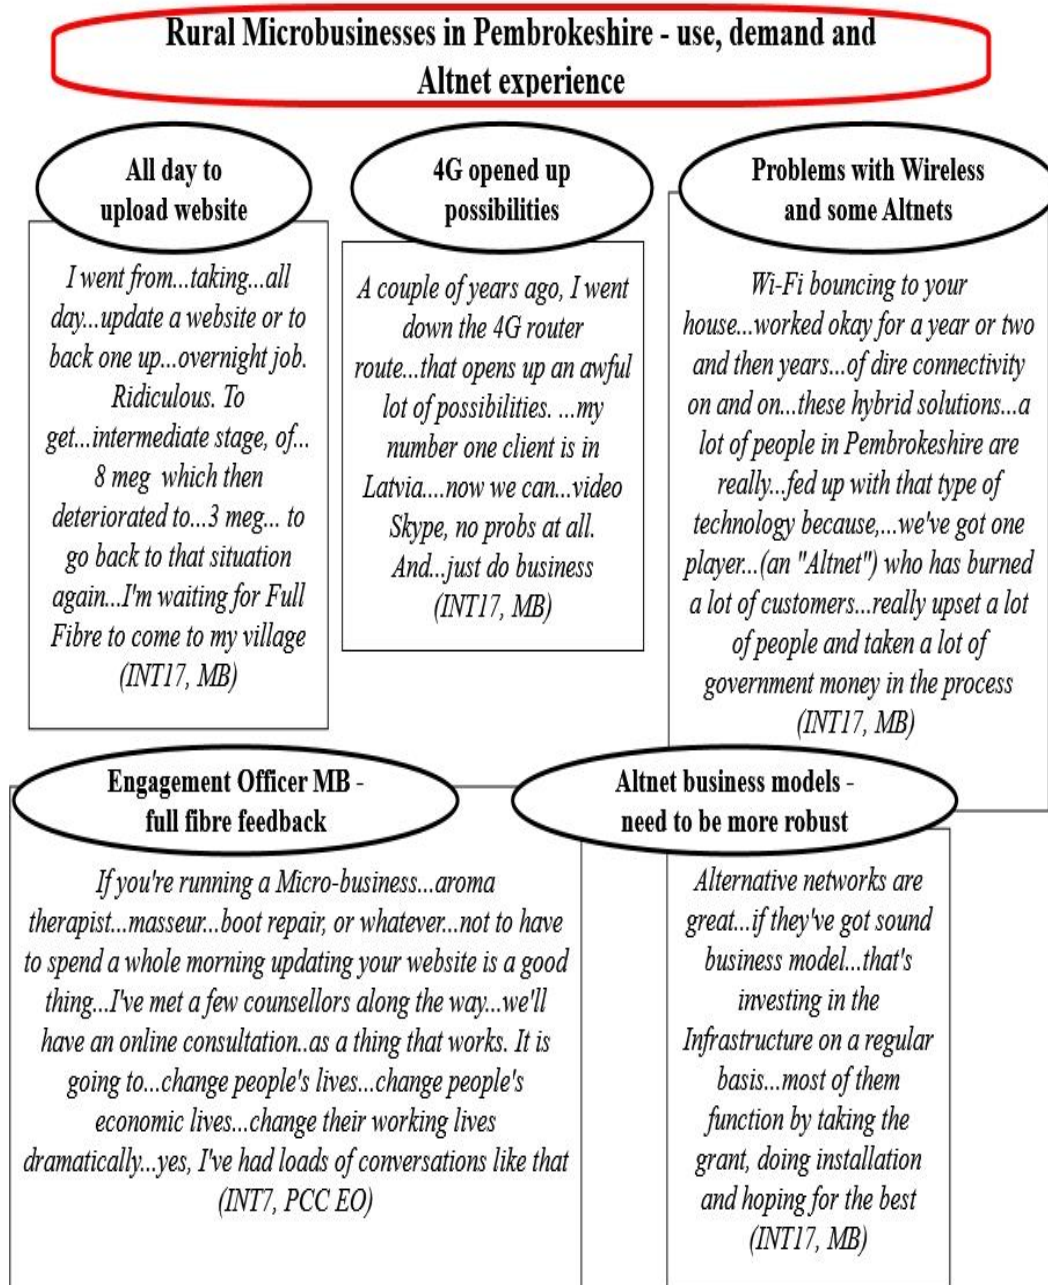 Rural Microbusinesses in Pembrokeshire - use, demand and
Altnet experience
All day to
upload website
I went from...taking...all
day...update a website or to
back one up...overnight job.
Ridiculous. To
get...intermediate stage, of...
8 meg which then
deteriorated to...3 meg... to
go back to that situation
again...I'm waiting for Full
Fibre to come to my village
(INT17, MB)
4G opened up
possibilities
A couple of years ago, I went
down the 4G router
route...that opens up an awful
lot of possibilities. ...my
number one client is in
Latvia....now we can...video
Skype, no probs at all.
And...just do business
(INT17, MB)
Problems with Wireless
and some Altnets
Wi-Fi bouncing to your
house...worked okay for a year or two
and then years...of dire connectivity
on and on...these hybrid solutions...a
lot of people in Pembrokeshire are
really...fed up with that type of
technology because,...we've got one
player...(an "Altnet") who has burned
a lot of customers...really upset a lot
of people and taken a lot of
government money in the process
(INT17, MB)
Engagement Officer MB -
full fibre feedback
If you're running a Micro-business...aroma
therapist...masseur...boot repair, or whatever...not to have
to spend a whole morning updating your website is a good
thing...I've met a few counsellors along the way...we'll
have an online consultation..as a thing that works. It is
going to...change people's lives...change people's
economic lives...change their working lives
dramatically...yes, I've had loads of conversations like that
(INT7, PCC EO)
Altnet business models -
need to be more robust
Alternative networks are
great...if they've got sound
business model...that's
investing in the
Infrastructure on a regular
basis...most of them
function by taking the
grant, doing installation
and hoping for the best
(INT17, MB)